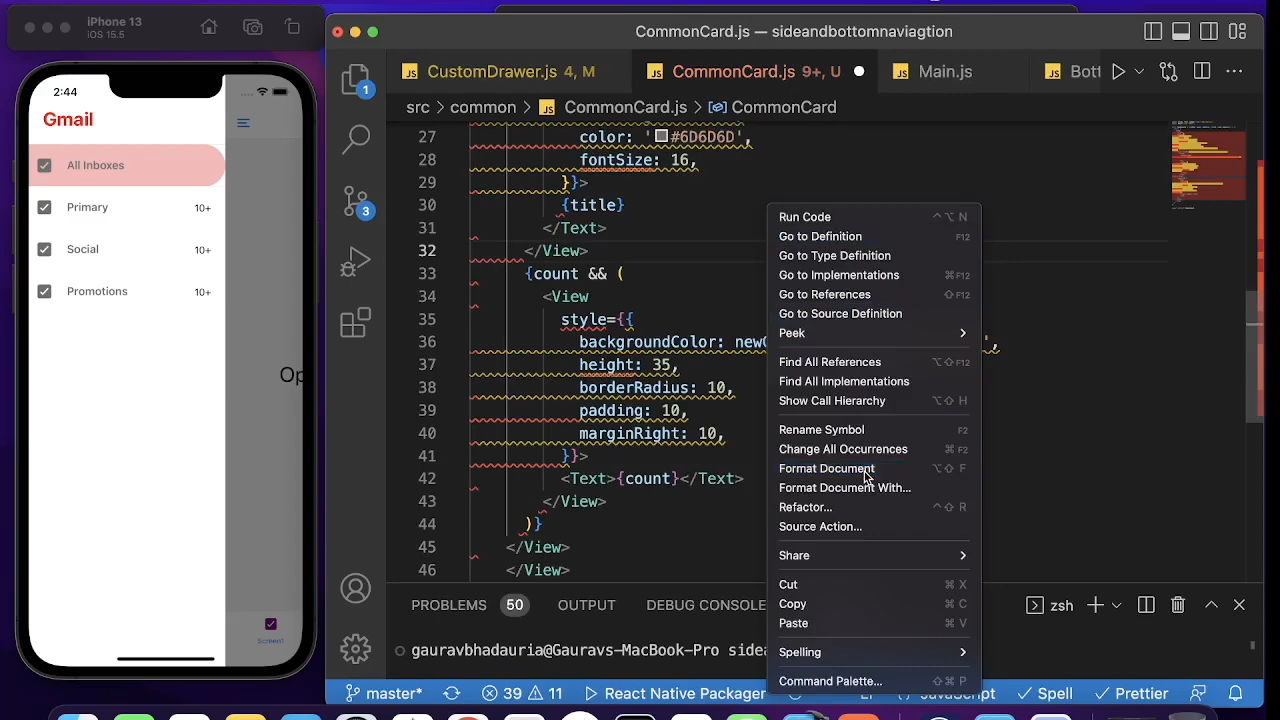 iPhone 13
iOS 15.5
2:44
Gmail
All Inboxes
Primary 10+
Social 10+
Promotions 10+
Op
Screen1
CommonCard.js — sideandbottomnaviagtion
CustomDrawer.js 4, M
CommonCard.js 9+, U
Main.js
Bott
src > common > CommonCard.js > CommonCard
27 color: '#6D6D6D',
28 fontSize: 16,
29 }}>
30 {title}
31 </Text>
32 </View>
33 {count && (
34 <View
35 style={{
36 backgroundColor: new ',
37 height: 35,
38 borderRadius: 10,
39 padding: 10,
40 marginRight: 10,
41 }}>
42 <Text>{count}</Text>
43 </View>
44 )}
45 </View>
46 </View>
1
3
Run Code ^⌥ N
Go to Definition F12
Go to Type Definition
Go to Implementations ⌘F12
Go to References ⇧F12
Go to Source Definition
Peek
Find All References ⌥⇧F12
Find All Implementations
Show Call Hierarchy ⌥⇧ H
Rename Symbol F2
Change All Occurrences ⌘ F2
Format Document ⌥⇧ F
Format Document With...
Refactor... ^⇧ R
Source Action...
Share
Cut ⌘ X
Copy ⌘ C
Paste ⌘ V
Spelling
Command Palette... ⇧⌘ P
PROBLEMS 50 OUTPUT DEBUG CONSOLE
zsh
gauravbhadauria@Gauravs-MacBook-Pro sidea
master* 39 11 React Native Packager
Spell Prettier